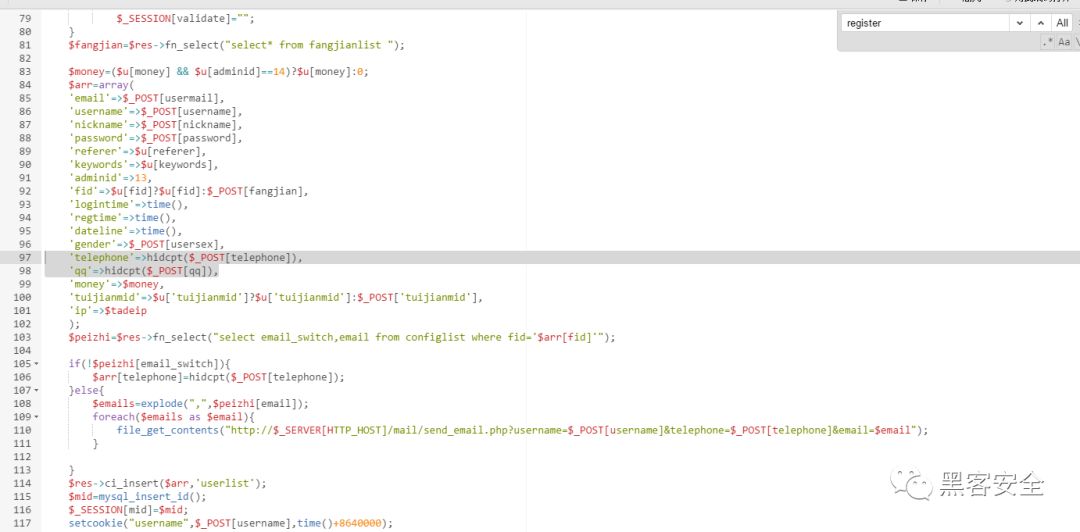 register
All
.* Aa \
79 $_SESSION[validate]="";
80 }
81 $fangjian=$res->fn_select("select* from fangjianlist ");
82
83 $money=($u[money] && $u[adminid]==14)?$u[money]:0;
84 $arr=array(
85 'email'=>$_POST[usermail],
86 'username'=>$_POST[username],
87 'nickname'=>$_POST[nickname],
88 'password'=>$_POST[password],
89 'referer'=>$u[referer],
90 'keywords'=>$u[keywords],
91 'adminid'=>13,
92 'fid'=>$u[fid]?$u[fid]:$_POST[fangjian],
93 'logintime'=>time(),
94 'regtime'=>time(),
95 'dateline'=>time(),
96 'gender'=>$_POST[usersex],
97 'telephone'=>hidcpt($_POST[telephone]),
98 'qq'=>hidcpt($_POST[qq]),
99 'money'=>$money,
100 'tuijianmid'=>$u['tuijianmid']?$u['tuijianmid']:$_POST['tuijianmid'],
101 'ip'=>$tadeip
102 );
103 $peizhi=$res->fn_select("select email_switch,email from configlist where fid='$arr[fid]'");
104
105 if(!$peizhi[email_switch]){
106 $arr[telephone]=hidcpt($_POST[telephone]);
107 }else{
108 $emails=explode(",",$peizhi[email]);
109 foreach($emails as $email){
110 file_get_contents("http://$_SERVER[HTTP_HOST]/mail/send_email.php?username=$_POST[username]&telephone=$_POST[telephone]&email=$email");
111 }
112
113 }
114 $res->ci_insert($arr,'userlist');
115 $mid=mysql_insert_id();
116 $_SESSION[mid]=$mid;
117 setcookie("username",$_POST[username],time()+8640000);
黑客安全